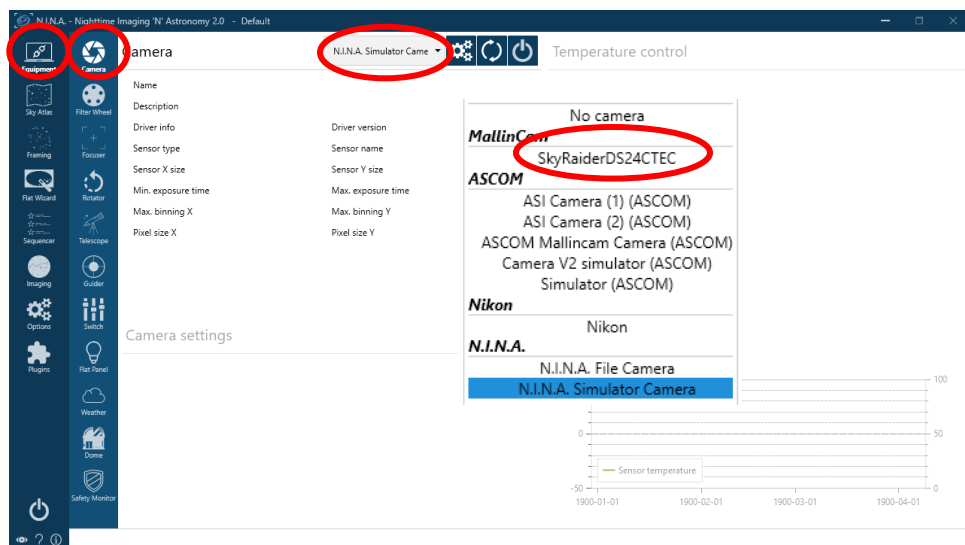 N.I.N.A. - Nighttime Imaging 'N' Astronomy 2.0 - Default
Equipment
Sky Atlas
Framing
Flat Wizard
Sequencer
Imaging
Options
Plugins
Camera
Filter Wheel
Focuser
Rotator
Telescope
Guider
Switch
Flat Panel
Weather
Dome
Safety Monitor
Camera
N.I.N.A. Simulator Came
Temperature control
Name
Description
Driver info
Driver version
Sensor type
Sensor name
Sensor X size
Sensor Y size
Min. exposure time
Max. exposure time
Max. binning X
Max. binning Y
Pixel size X
Pixel size Y
Camera settings
No camera
MallinCam
SkyRaiderDS24CTEC
ASCOM
ASI Camera (1) (ASCOM)
ASI Camera (2) (ASCOM)
ASCOM Mallincam Camera (ASCOM)
Camera V2 simulator (ASCOM)
Simulator (ASCOM)
Nikon
Nikon
N.I.N.A.
N.I.N.A. File Camera
N.I.N.A. Simulator Camera
100
0
50
Sensor temperature
-50
0
1900-01-01
1900-02-01
1900-03-01
1900-04-01